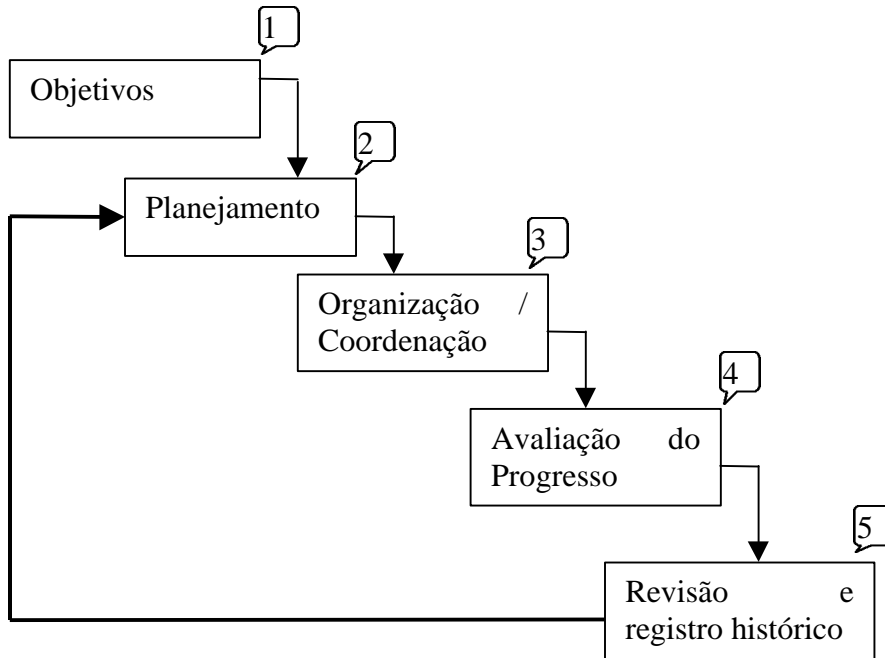 1
Objetivos
2
Planejamento
3
Organização /
Coordenação
4
Avaliação do
Progresso
5
Revisão e
registro histórico